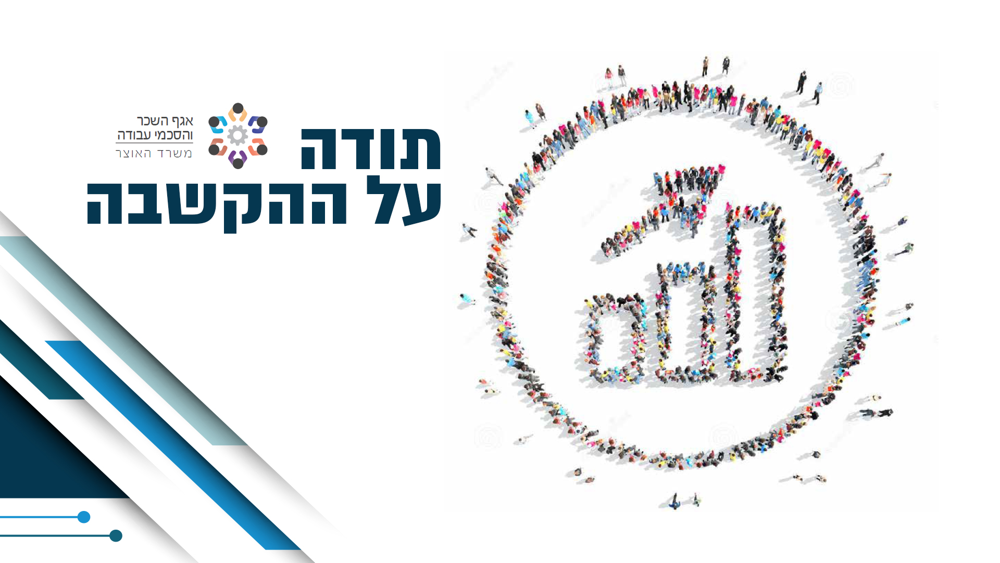 אגף השכר
והסכמי עבודה
משרד האוצר
תודה
על ההקשבה